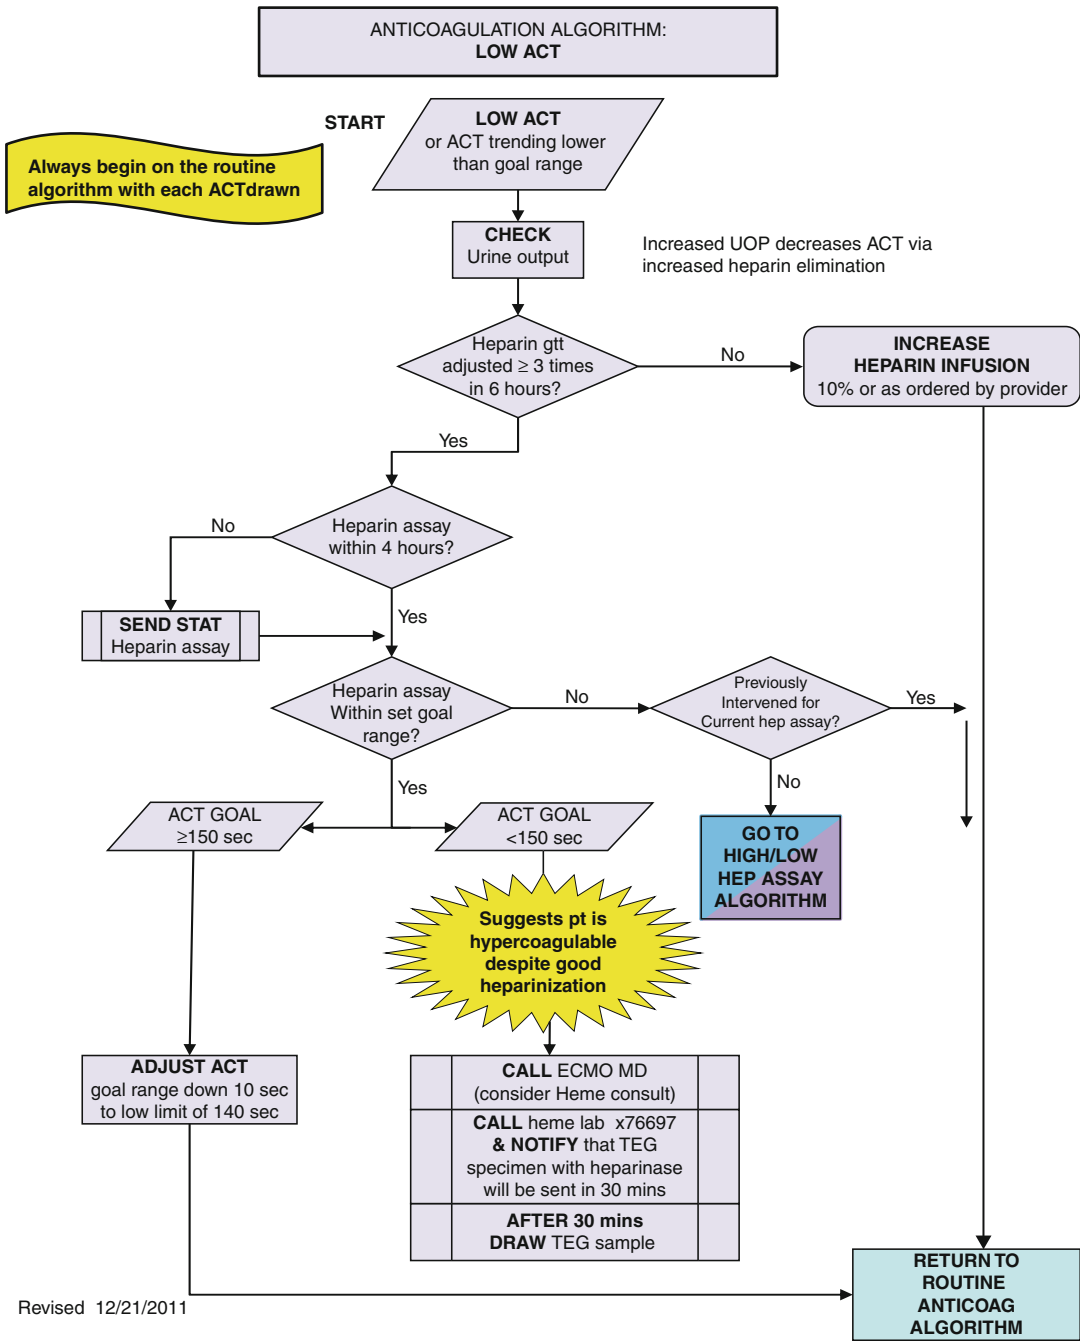 ANTICOAGULATION ALGORITHM:
LOW ACT
START
LOW ACT
or ACT trending lower
than goal range
Always begin on the routine
algorithm with each ACTdrawn
CHECK
Urine output
Increased UOP decreases ACT via
increased heparin elimination
Heparin gtt
adjusted ≥ 3 times
in 6 hours?
No
INCREASE
HEPARIN INFUSION
10% or as ordered by provider
Yes
Heparin assay
within 4 hours?
No
SEND STAT
Heparin assay
Yes
Heparin assay
Within set goal
range?
No
Previously
Intervened for
Current hep assay?
Yes
No
GO TO
HIGH/LOW
HEP ASSAY
ALGORITHM
Yes
ACT GOAL
≥150 sec
ACT GOAL
<150 sec
Suggests pt is
hypercoagulable
despite good
heparinization
ADJUST ACT
goal range down 10 sec
to low limit of 140 sec
CALL ECMO MD
(consider Heme consult)
CALL heme lab x76697
& NOTIFY that TEG
specimen with heparinase
will be sent in 30 mins
AFTER 30 mins
DRAW TEG sample
RETURN TO
ROUTINE
ANTICOAG
ALGORITHM
Revised 12/21/2011